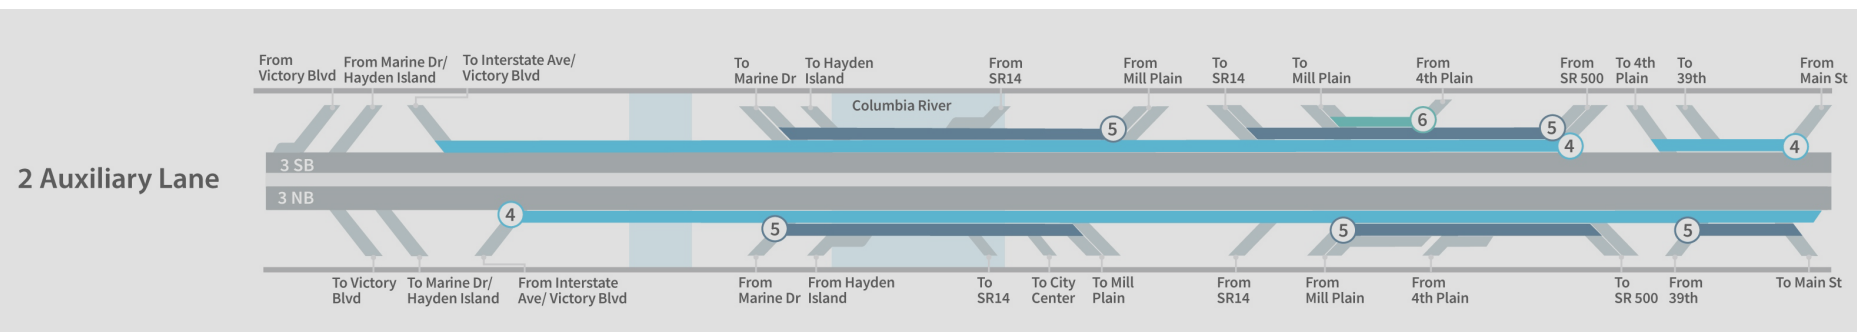 From
Victory Blvd
From Marine Dr/
Hayden Island
To Interstate Ave/
Victory Blvd
To
Marine Dr
To Hayden
Island
From
SR14
From
Mill Plain
To
SR14
To
Mill Plain
From
4th Plain
From
SR 500
To 4th
Plain
To
39th
From
Main St
Columbia River
6
5
5
4
4
3 SB
2 Auxiliary Lane
3 NB
4
5
5
5
To Victory
Blvd
To Marine Dr/
Hayden Island
From Interstate
Ave/ Victory Blvd
From
Marine Dr
From Hayden
Island
To
SR14
To City
Center
To Mill
Plain
From
SR14
From
Mill Plain
From
4th Plain
To
SR 500
From
39th
To Main St